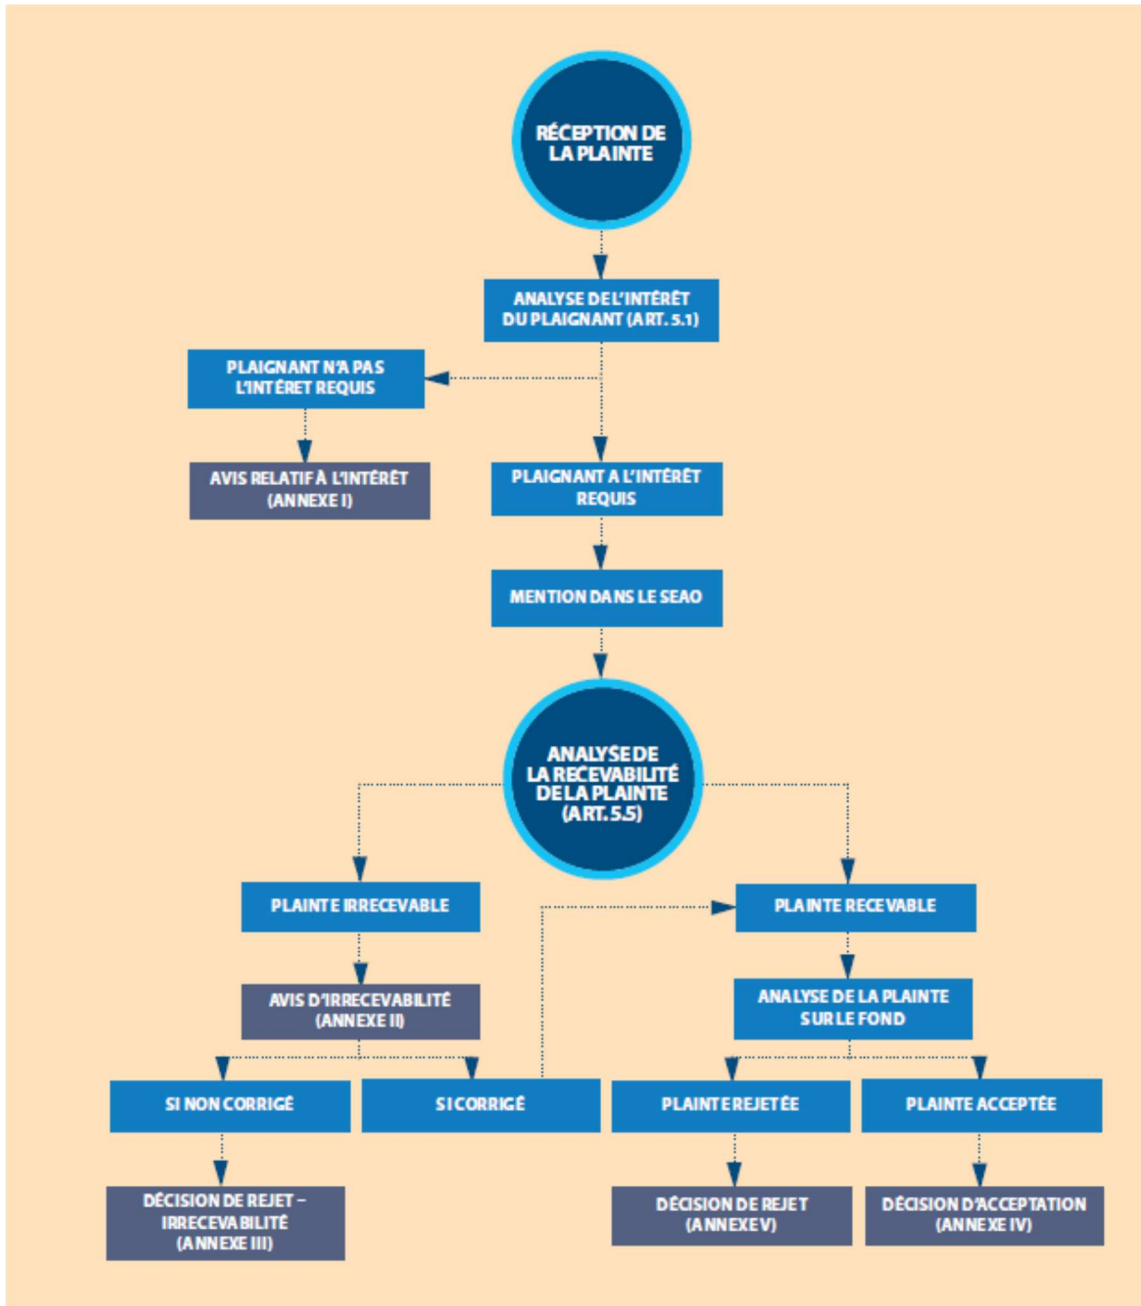 RÉCEPTION DE
LA PLAINTE
ANALYSE DE L'INTÉRÊT
DU PLAIGNANT (ART. 5.1)
PLAIGNANT N'A PAS
L'INTÉRET REQUIS
AVIS RELATIF À L'INTÉRÊT
(ANNEXE I)
PLAIGNANT A L'INTÉRÊT
REQUIS
MENTION DANS LE SEAO
ANALYSE DE
LA RECEVABILITÉ
DE LA PLAINTE
(ART. 5.5)
PLAINTE IRRECEVABLE
PLAINTE RECEVABLE
AVIS D'IRRECEVABILITÉ
(ANNEXE II)
ANALYSE DE LA PLAINTE
SUR LE FOND
SI NON CORRIGÉ
SI CORRIGÉ
PLAINTE REJETÉE
PLAINTE ACCEPTÉE
DÉCISION DE REJET –
IRRECEVABILITÉ
(ANNEXE III)
DÉCISION DE REJET
(ANNEXE V)
DÉCISION D'ACCEPTATION
(ANNEXE IV)